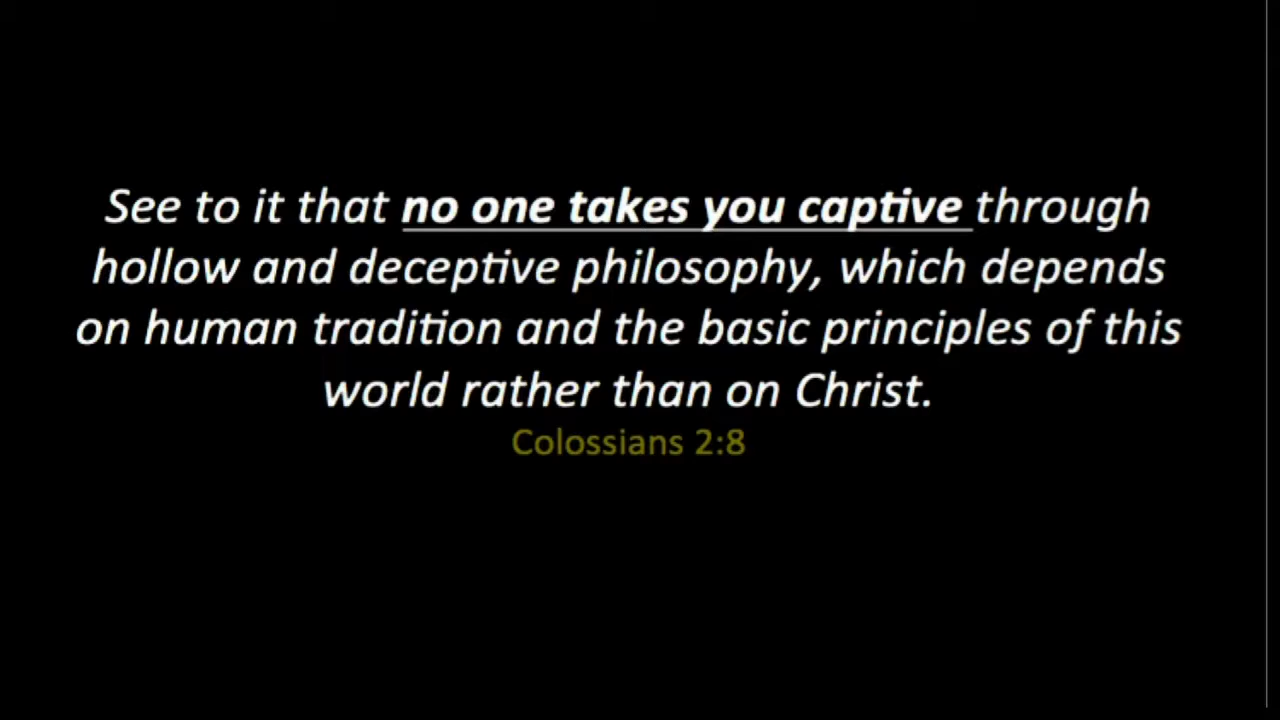 See to it that no one takes you captive through
hollow and deceptive philosophy, which depends
on human tradition and the basic principles of this
world rather than on Christ.
Colossians 2:8